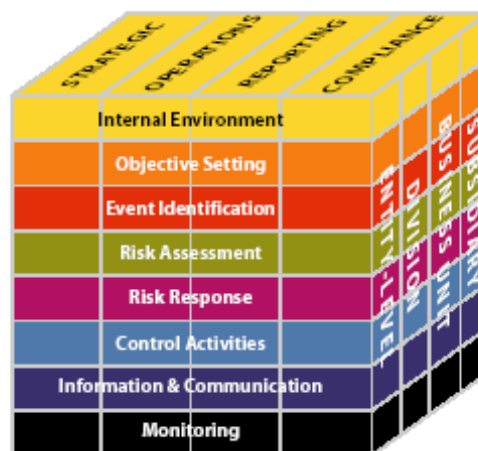 STRATEGIC
OPERATIONS
REPORTING
COMPLIANCE
Internal Environment
Objective Setting
Event Identification
Risk Assessment
Risk Response
Control Activities
Information & Communication
Monitoring
ENTITY-LEVEL
DIVISION
BUSINESS UNIT
SUBSIDIARY